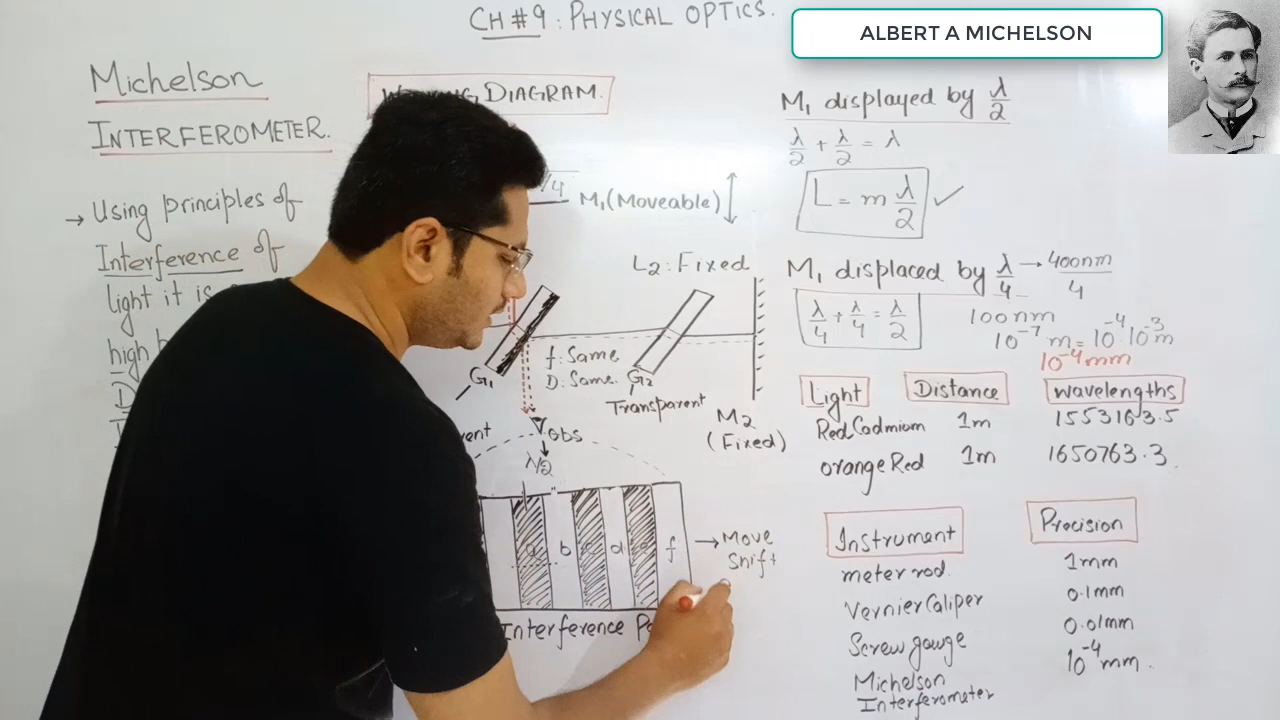 CH # 9 : PHYSICAL OPTICS.
ALBERT A MICHELSON
Michelson
INTERFEROMETER.
→ Using principles of
Interference of
light it is
high
DIAGRAM.
M1 (Moveable)
L2 : Fixed
G1
f: Same
D: Same
G2
Transparent
M2
(Fixed)
Obs
λ/2
b
d
f
→ Move
Shift
Interference
M1 displayed by λ/2
λ/2 + λ/2 = λ
L = m λ/2 ✓
M1 displaced by λ/4 → 400nm/4
λ/4 + λ/4 = λ/2
100nm
10⁻⁷ m = 10⁻⁴ 10⁻³ m
10⁻⁴ mm
Light Distance wavelengths
Red Cadmium 1m 1553163.5
orange Red 1m 1650763.3
Instrument Precision
meter rod. 1mm
Vernier Caliper 0.1mm
Screw gauge 0.01mm
Michelson 10⁻⁴ mm.
Interferometer